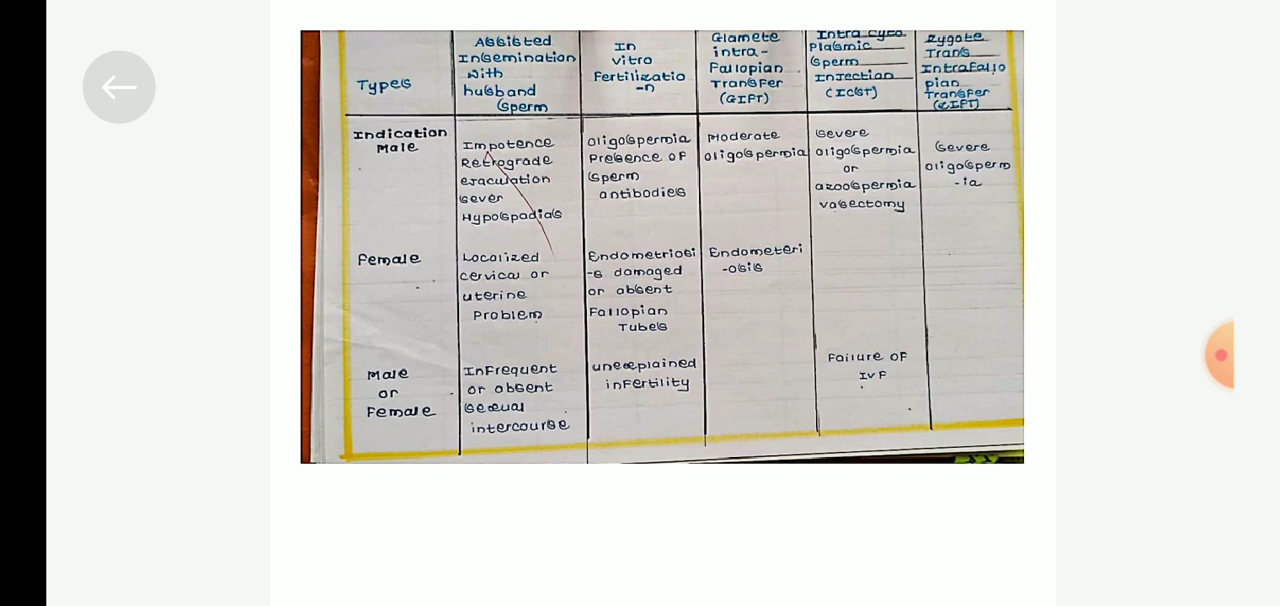 Types
Assisted
Insemination
with
husband
Sperm
In
vitro
Fertilizatio
-n
Glamete
intra-
Fallopian
Transfer
(GIFT)
Intra cyto
Plasmic
Sperm
Injection
(ICST)
Zygote
Trans
Intrafallo
pian
Transfer
(ZIFT)
Indication
Male
Impotence
Retrograde
ejaculation
sever
Hypospadias
oligospermia
Presence of
sperm
antibodies
Moderate
oligospermia
Severe
oligospermia
or
azoospermia
vasectomy
Severe
oligosperm
-ia
Female
Localized
cervical or
uterine
Problem
Endometriosi
-s damaged
or absent
Fallopian
Tubes
Endometeri
-osis
Male
or
Female
Infrequent
or absent
sexual
intercourse
unexplained
infertility
Failure of
IVF